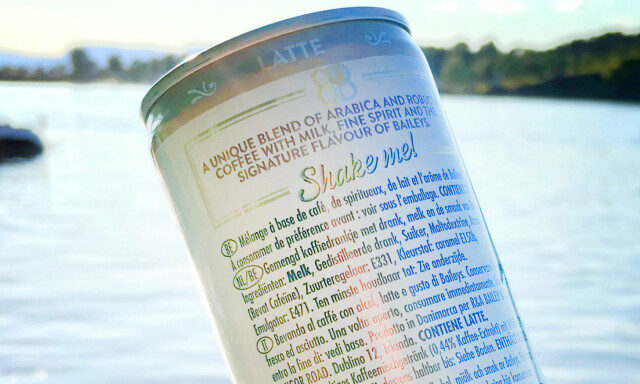 LATTE
A UNIQUE BLEND OF ARABICA AND ROBUST
COFFEE WITH MILK, FINE SPIRIT AND THE
SIGNATURE FLAVOUR OF BAILEYS.
Shake me!
BE Mélange à base de café, de spiritueux, de lait et l'arôme de
A consommer de préférence avant : voir sous l'emballage. CONTIENT
NL/BE Gemengd koffiedrankje met drank, melk en de smaak van
Ingrediënten: Melk, Gedistilleerde drank, Suiker, Maltodextrine,
(Bevat Cafeïne), Zuurteregelaar: E331, Kleurstof: caramel E150
Emulgator: E471. Ten minste houdbaar tot: Zie onderzijde.
I Bevanda al caffè con alcol, latte e gusto di Baileys. Conservare
fresco ed asciutto. Una volta aperto, consumare immediatamente.
entro la fine di: vedi base. Prodotto in Danimarca per R&A BAILEY
ROAD. Dublino 12, Irlanda. CONTIENE LATTE.
Kaffeemischgetränk (0,44% Kaffee-Extrakt) mit
haltbar bis: Siehe Boden.
mjölk och smak av Baileys